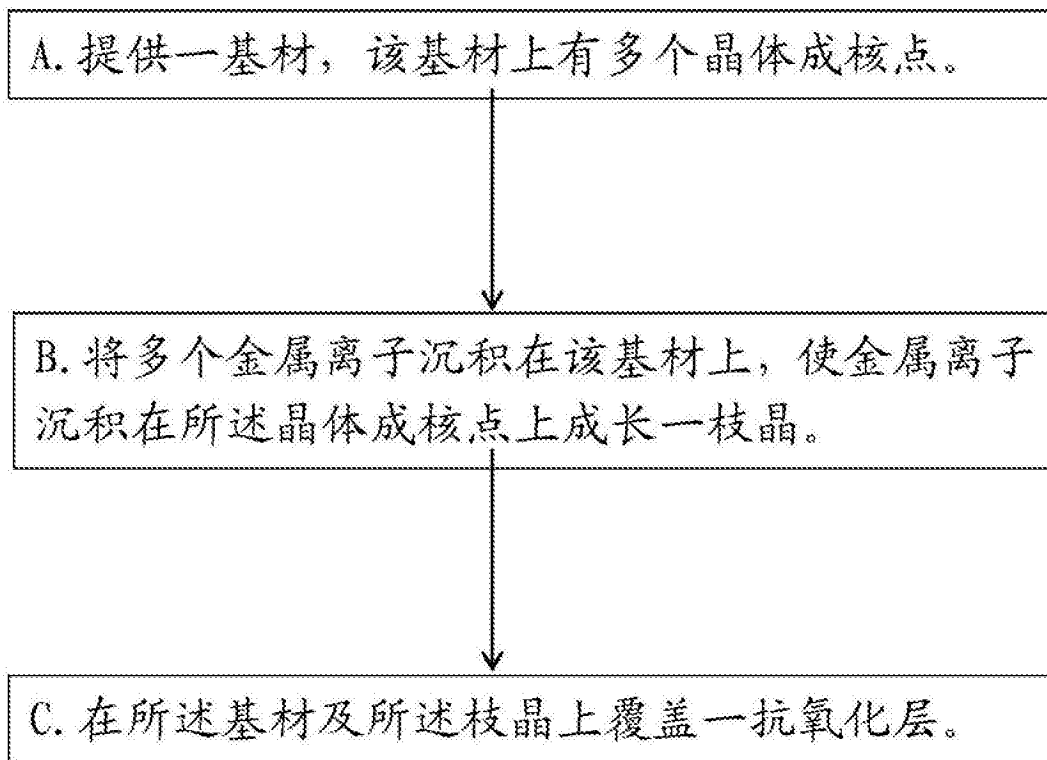 A. 提供一基材，该基材上有多个晶体成核点。
B. 将多个金属离子沉积在该基材上，使金属离子
沉积在所述晶体成核点上成长一枝晶。
C. 在所述基材及所述枝晶上覆盖一抗氧化层。